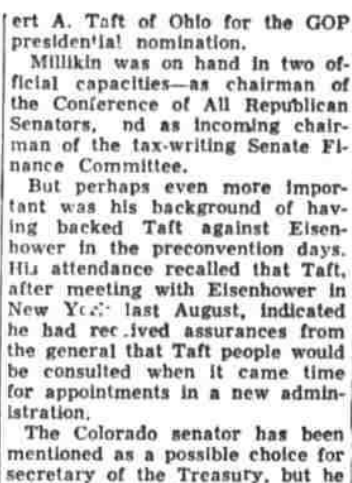 ert A. Taft of Ohio for the GOP
presidential nomination.
Millikin was on hand in two of-
ficial capacities—as chairman of
the Conference of All Republican
Senators, nd as incoming chair-
man of the tax-writing Senate Fi-
nance Committee.
But perhaps even more impor-
tant was his background of hav-
ing backed Taft against Eisen-
hower in the preconvention days.
His attendance recalled that Taft,
after meeting with Eisenhower in
New York last August, indicated
he had rec.ived assurances from
the general that Taft people would
be consulted when it came time
for appointments in a new admin-
istration.
The Colorado senator has been
mentioned as a possible choice for
secretary of the Treasury, but he